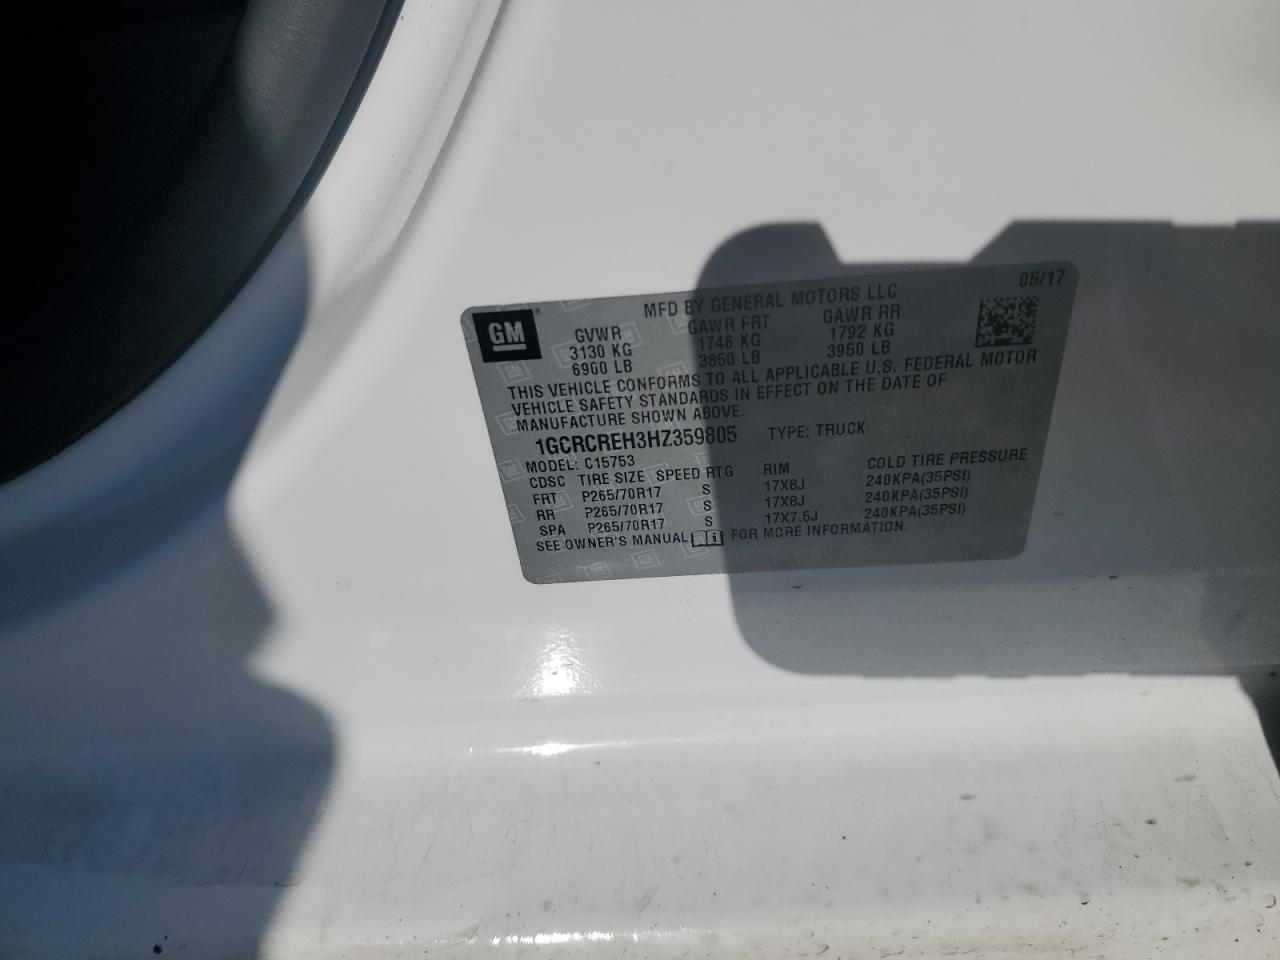 05/17
MFD BY GENERAL MOTORS LLC
GM
GVWR GAWR FRT GAWR RR
3130 KG 1746 KG 1792 KG
6900 LB 3850 LB 3950 LB
THIS VEHICLE CONFORMS TO ALL APPLICABLE U.S. FEDERAL MOTOR
VEHICLE SAFETY STANDARDS IN EFFECT ON THE DATE OF
MANUFACTURE SHOWN ABOVE.
1GCRCREH3HZ359805 TYPE: TRUCK
MODEL: C15753
CDSC TIRE SIZE SPEED RTG RIM COLD TIRE PRESSURE
FRT P265/70R17 S 17X8J 240KPA(35PSI)
RR P265/70R17 S 17X8J 240KPA(35PSI)
SPA P265/70R17 S 17X7.5J 240KPA(35PSI)
SEE OWNER'S MANUAL i FOR MORE INFORMATION.